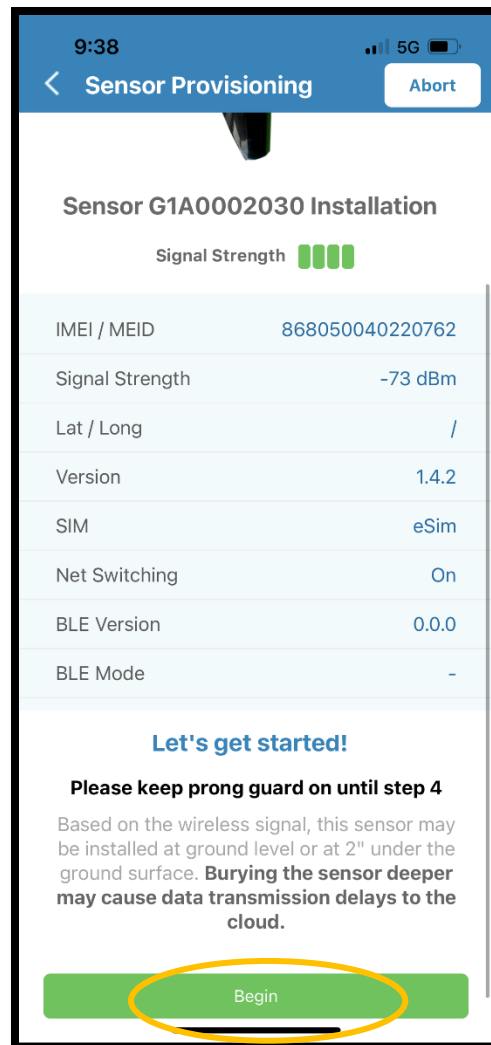 9:38
5G
Sensor Provisioning
Abort
Sensor G1A0002030 Installation
Signal Strength
IMEI / MEID 868050040220762
Signal Strength -73 dBm
Lat / Long /
Version 1.4.2
SIM eSim
Net Switching On
BLE Version 0.0.0
BLE Mode -
Let's get started!
Please keep prong guard on until step 4
Based on the wireless signal, this sensor may
be installed at ground level or at 2" under the
ground surface. Burying the sensor deeper
may cause data transmission delays to the
cloud.
Begin